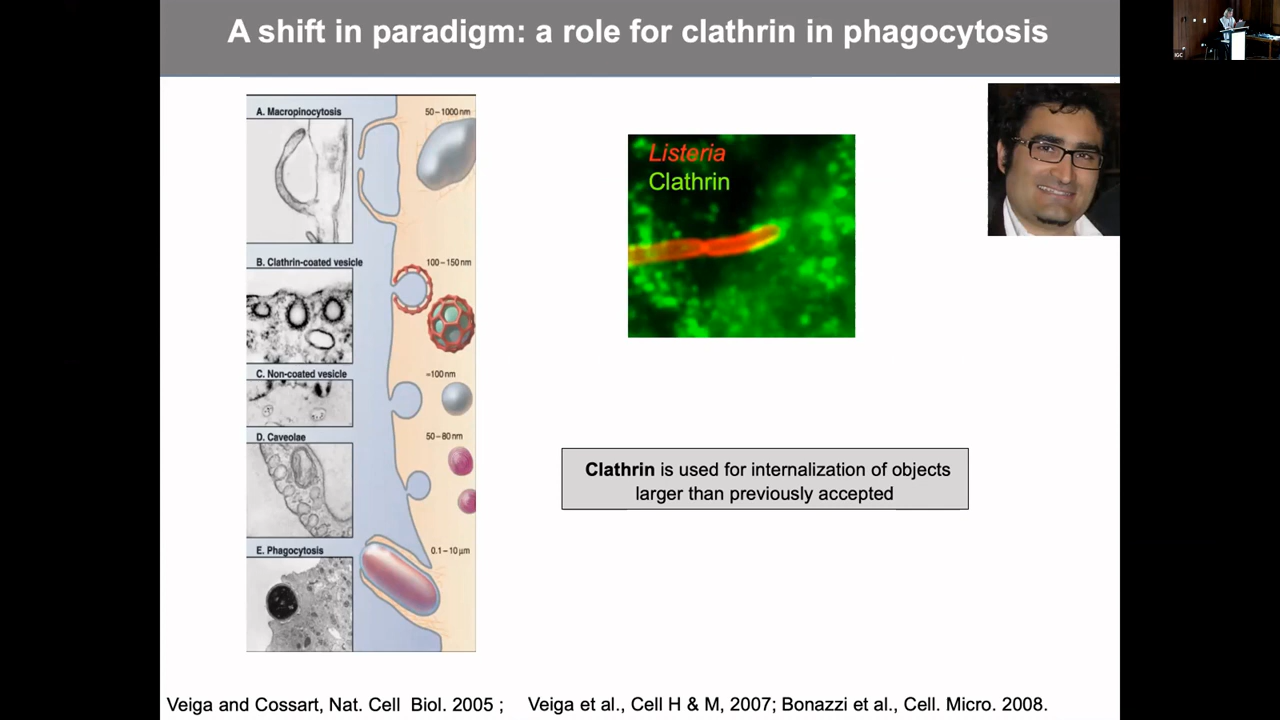 A shift in paradigm: a role for clathrin in phagocytosis
IGC
A. Macropinocytosis
50–1000 nm
B. Clathrin-coated vesicle
100–150 nm
C. Non-coated vesicle
≈100 nm
D. Caveolae
50–80 nm
E. Phagocytosis
0.1–10 µm
Listeria
Clathrin
Clathrin is used for internalization of objects
larger than previously accepted
Veiga and Cossart, Nat. Cell Biol. 2005 ; Veiga et al., Cell H & M, 2007; Bonazzi et al., Cell. Micro. 2008.